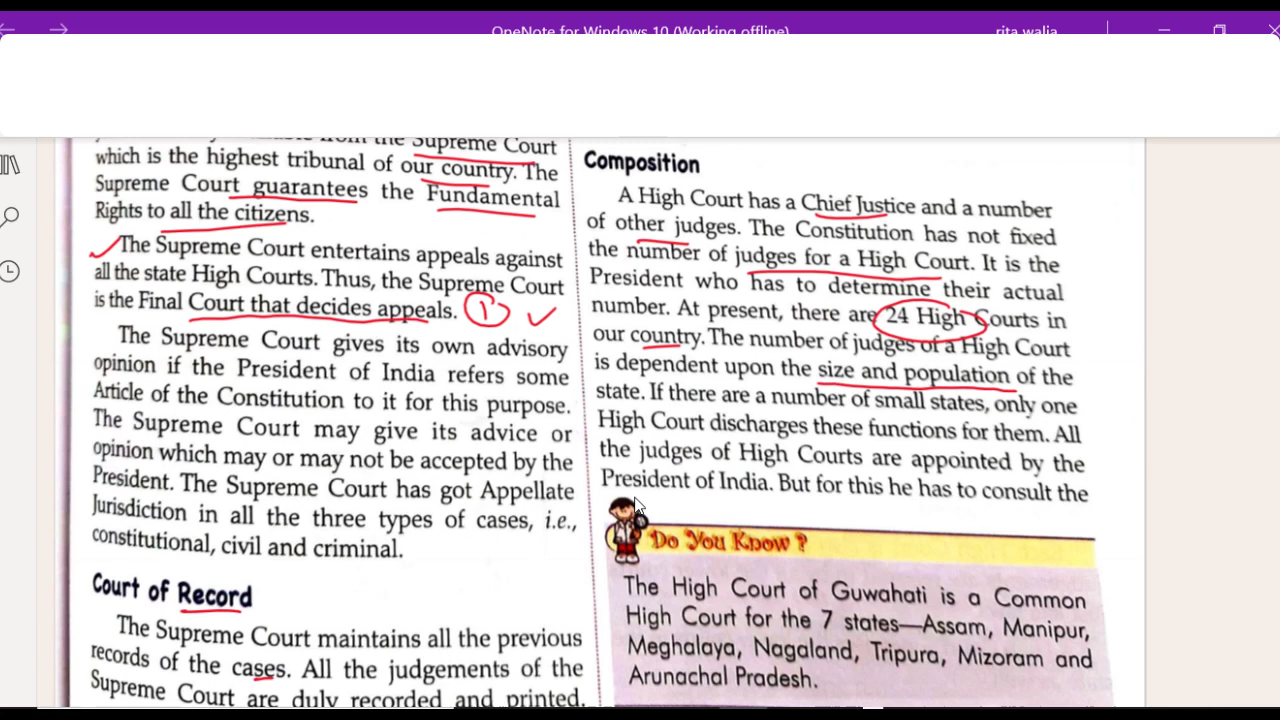 OneNote for Windows 10 (Working offline)
rita walia
the Supreme Court
which is the highest tribunal of our country. The
Supreme Court guarantees the Fundamental
Rights to all the citizens.
The Supreme Court entertains appeals against
all the state High Courts. Thus, the Supreme Court
is the Final Court that decides appeals. 1
The Supreme Court gives its own advisory
opinion if the President of India refers some
Article of the Constitution to it for this purpose.
The Supreme Court may give its advice or
opinion which may or may not be accepted by the
President. The Supreme Court has got Appellate
Jurisdiction in all the three types of cases, i.e.,
constitutional, civil and criminal.
Court of Record
The Supreme Court maintains all the previous
records of the cases. All the judgements of the
Supreme Court are duly recorded and printed.
Composition
A High Court has a Chief Justice and a number
of other judges. The Constitution has not fixed
the number of judges for a High Court. It is the
President who has to determine their actual
number. At present, there are 24 High Courts in
our country. The number of judges of a High Court
is dependent upon the size and population of the
state. If there are a number of small states, only one
High Court discharges these functions for them. All
the judges of High Courts are appointed by the
President of India. But for this he has to consult the
Do You Know ?
The High Court of Guwahati is a Common
High Court for the 7 states—Assam, Manipur,
Meghalaya, Nagaland, Tripura, Mizoram and
Arunachal Pradesh.